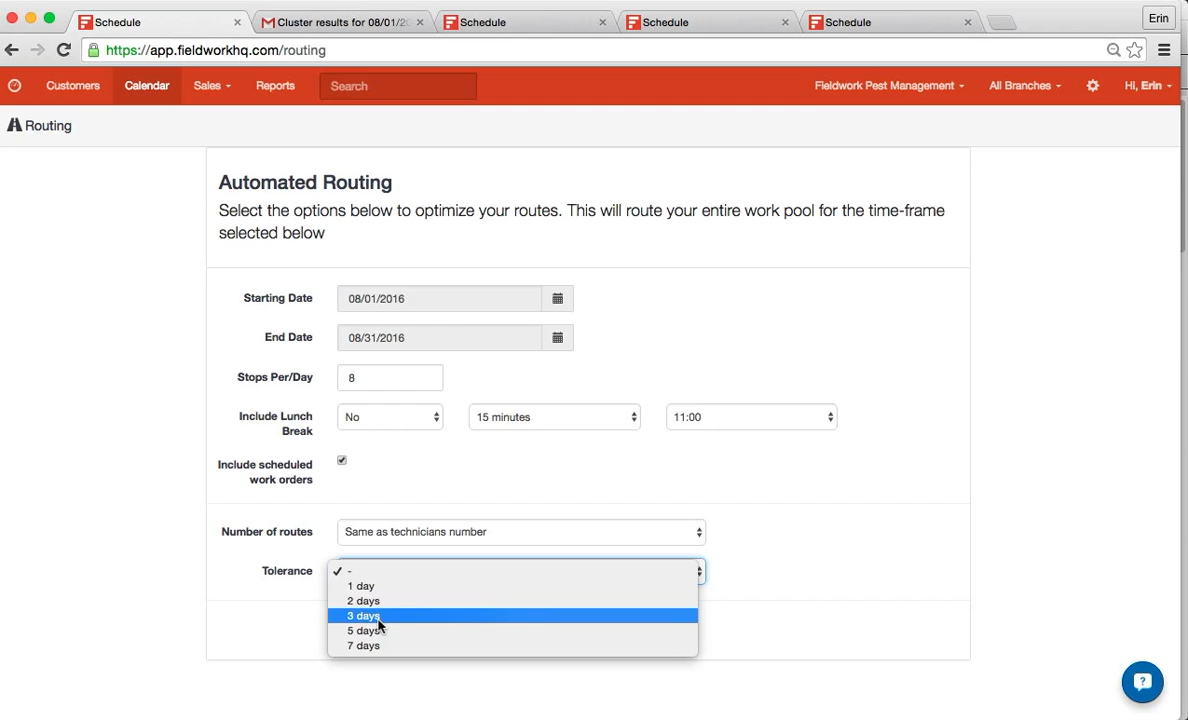 Schedule
Cluster results for 08/01/20
Schedule
Schedule
Schedule
Erin
https://app.fieldworkhq.com/routing
Customers Calendar Sales Reports Search Fieldwork Pest Management All Branches Hi, Erin
Routing
Automated Routing
Select the options below to optimize your routes. This will route your entire work pool for the time-frame
selected below
Starting Date 08/01/2016
End Date 08/31/2016
Stops Per/Day 8
Include Lunch
Break
No 15 minutes 11:00
Include scheduled
work orders
Number of routes Same as technicians number
Tolerance -
1 day
2 days
3 days
5 days
7 days